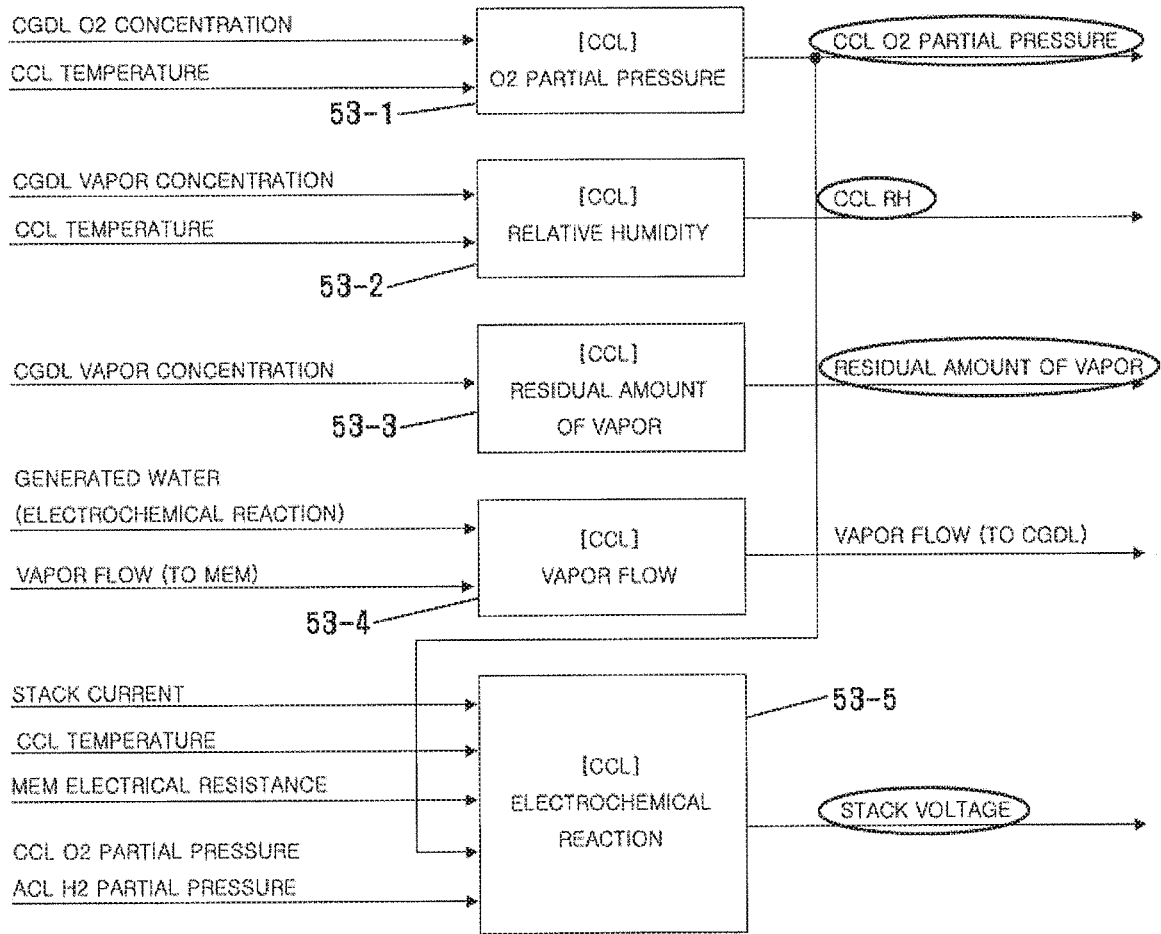 CGDL O2 CONCENTRATION
CCL TEMPERATURE
[CCL]
O2 PARTIAL PRESSURE
CCL O2 PARTIAL PRESSURE
53-1
CGDL VAPOR CONCENTRATION
CCL TEMPERATURE
[CCL]
RELATIVE HUMIDITY
CCL RH
53-2
CGDL VAPOR CONCENTRATION
[CCL]
RESIDUAL AMOUNT
OF VAPOR
RESIDUAL AMOUNT OF VAPOR
53-3
GENERATED WATER
(ELECTROCHEMICAL REACTION)
VAPOR FLOW (TO MEM)
[CCL]
VAPOR FLOW
VAPOR FLOW (TO CGDL)
53-4
STACK CURRENT
CCL TEMPERATURE
MEM ELECTRICAL RESISTANCE
CCL O2 PARTIAL PRESSURE
ACL H2 PARTIAL PRESSURE
[CCL]
ELECTROCHEMICAL
REACTION
53-5
STACK VOLTAGE